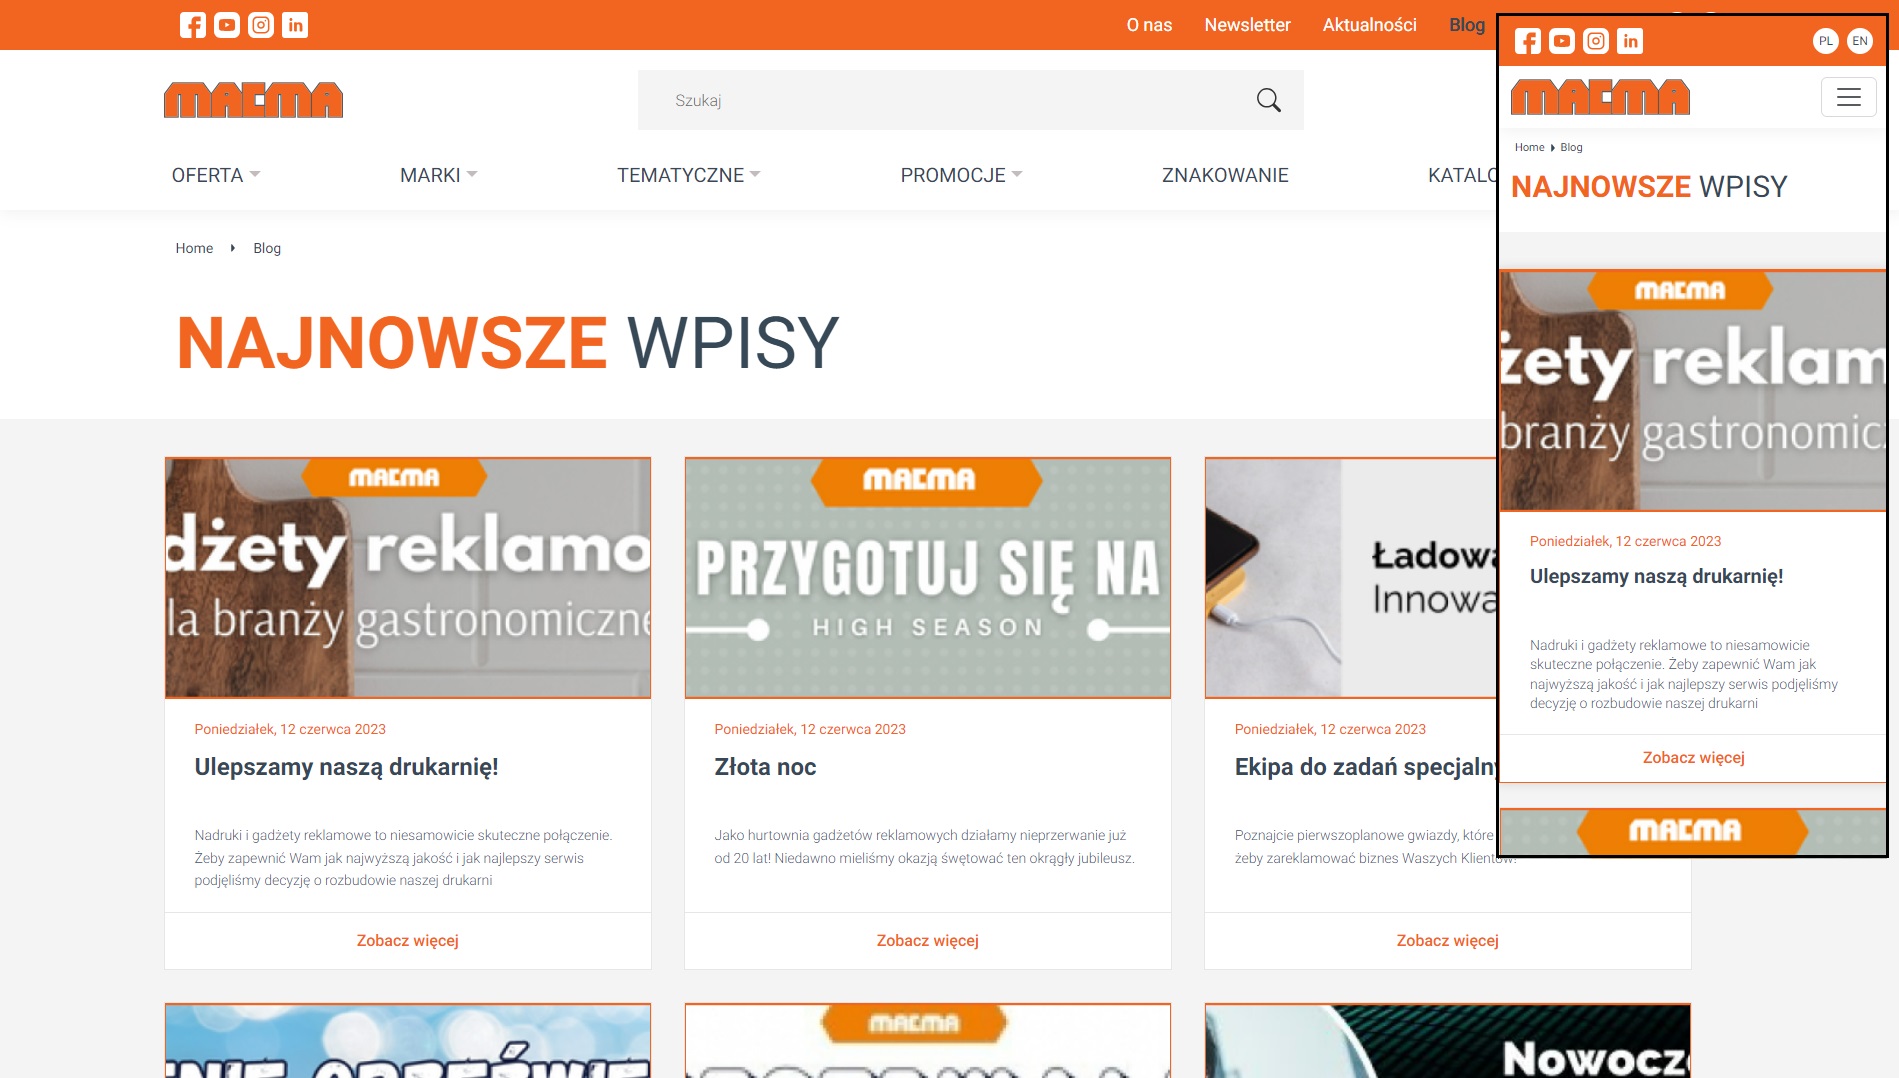 O nas Newsletter Aktualności Blog
MACMA
Szukaj
OFERTA MARKI TEMATYCZNE PROMOCJE ZNAKOWANIE KATALO
Home Blog
NAJNOWSZE WPISY
MACMA
dżety reklamo
la branży gastronomiczne
Poniedziałek, 12 czerwca 2023
Ulepszamy naszą drukarnię!
Nadruki i gadżety reklamowe to niesamowicie skuteczne połączenie.
Żeby zapewnić Wam jak najwyższą jakość i jak najlepszy serwis
podjęliśmy decyzję o rozbudowie naszej drukarni
Zobacz więcej
MACMA
PRZYGOTUJ SIĘ NA
HIGH SEASON
Poniedziałek, 12 czerwca 2023
Złota noc
Jako hurtownia gadżetów reklamowych działamy nieprzerwanie już
od 20 lat! Niedawno mieliśmy okazją śwętować ten okrągły jubileusz.
Zobacz więcej
Ładowa
Innowa
Poniedziałek, 12 czerwca 2023
Ekipa do zadań specjalny
Poznajcie pierwszoplanowe gwiazdy, które
żeby zareklamować biznes Waszych Klientów!
Zobacz więcej
MACMA
Nowocze
PL EN
MACMA
Home Blog
NAJNOWSZE WPISY
MACMA
żety reklam
branży gastronomic
Poniedziałek, 12 czerwca 2023
Ulepszamy naszą drukarnię!
Nadruki i gadżety reklamowe to niesamowicie
skuteczne połączenie. Żeby zapewnić Wam jak
najwyższą jakość i jak najlepszy serwis podjęliśmy
decyzję o rozbudowie naszej drukarni
Zobacz więcej
MACMA